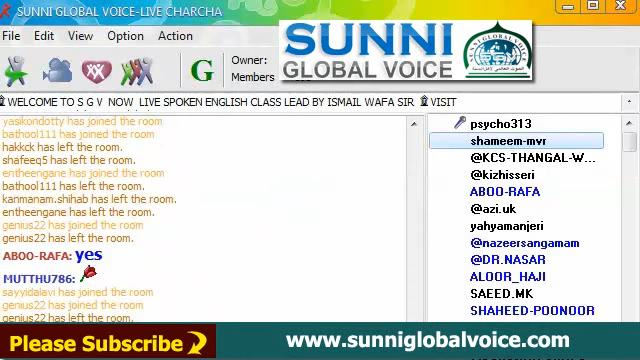 SUNNI GLOBAL VOICE-LIVE CHARCHA
File Edit View Option Action
G Owner:
Members
SUNNI
GLOBAL VOICE
WELCOME TO S G V NOW LIVE SPOKEN ENGLISH CLASS LEAD BY ISMAIL WAFA SIR VISIT
yasikondotty has joined the room
bathool111 has joined the room
hakkck has left the room.
shafeeq5 has left the room.
entheengane has joined the room
bathool111 has left the room.
kanmanam.shihab has left the room.
entheengane has left the room.
genius22 has joined the room
genius22 has left the room.
ABOO-RAFA: yes
MUTTHU786:
sayyidalavi has joined the room
genius22 has joined the room
genius22 has left the room.
psycho313
shameem-mvr
@KCS-THANGAL-W...
@kizhisseri
ABOO-RAFA
@azi.uk
yahyamanjeri
@nazeersangamam
@DR.NASAR
ALOOR_HAJI
SAEED.MK
SHAHEED-POONOOR
Please Subscribe
www.sunniglobalvoice.com